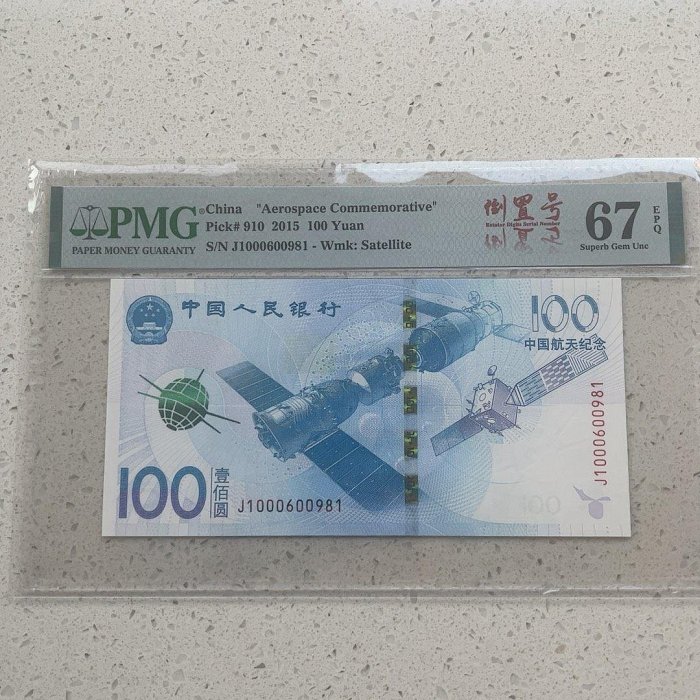 PMG
PAPER MONEY GUARANTY
China "Aerospace Commemorative"
Pick# 910 2015 100 Yuan
S/N J1000600981 - Wmk: Satellite
倒置号
Rotator Digits Serial Number
67
EPQ
Superb Gem Unc
中国人民银行
100
中国航天纪念
J1000600981
100
壹佰圆
J1000600981